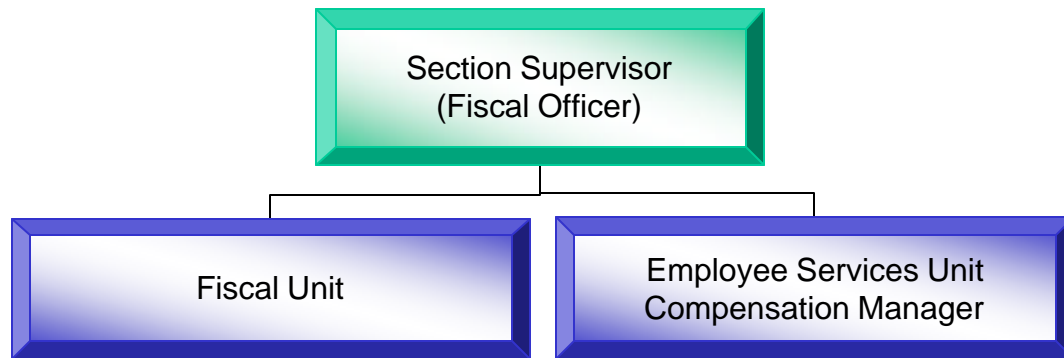 Section Supervisor
(Fiscal Officer)
Fiscal Unit
Employee Services Unit
Compensation Manager